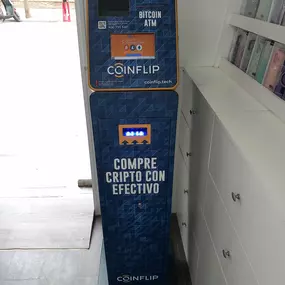 BITCOIN
ATM
COINFLIP
coinflip.tech
COMPRE
CRIPTO CON
EFECTIVO
COINFLIP